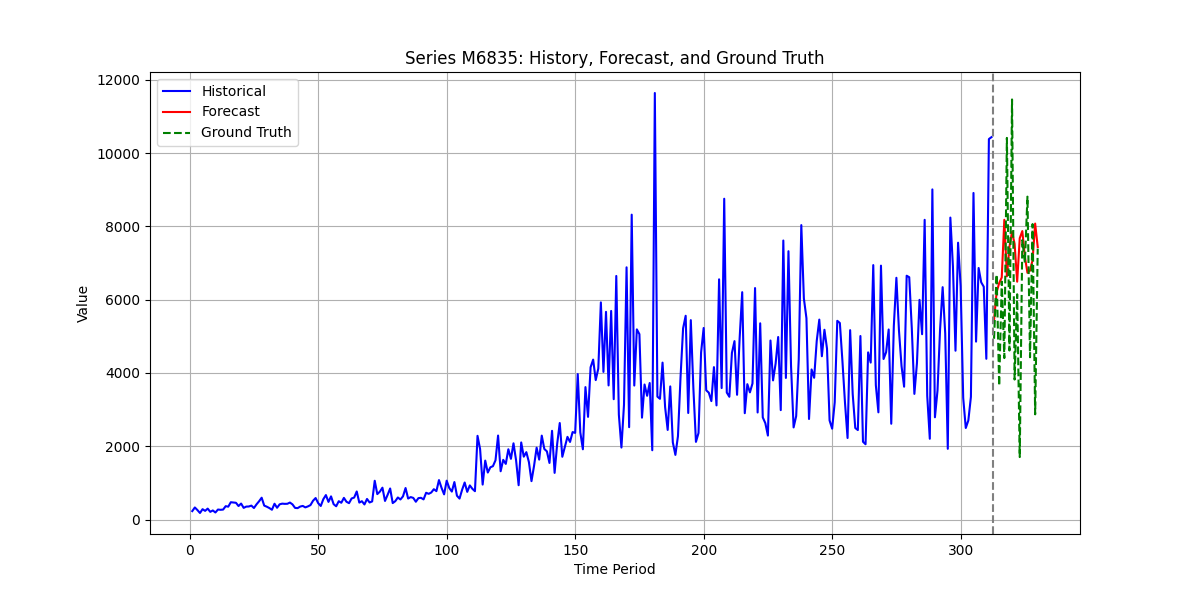 Series M6835: History, Forecast, and Ground Truth
Historical
Forecast
Ground Truth
12000
10000
8000
6000
4000
2000
0
Value
0 50 100 150 200 250 300
Time Period